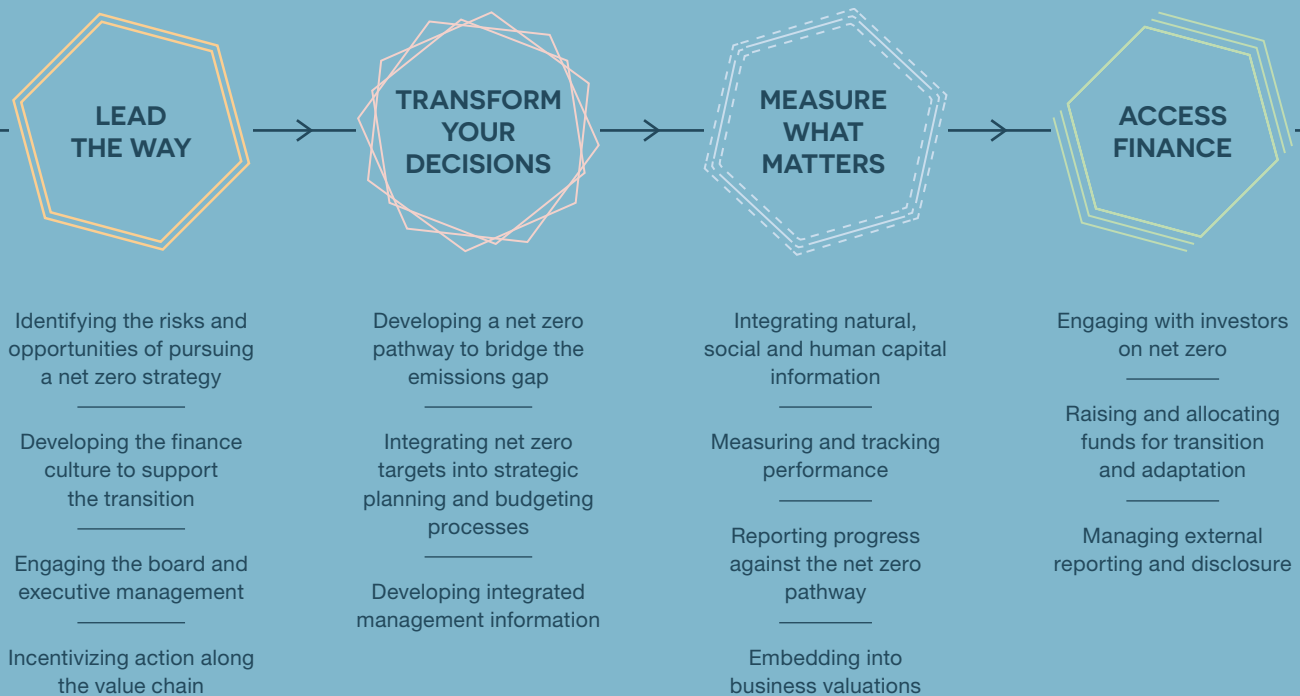 LEAD
THE WAY
TRANSFORM
YOUR
DECISIONS
MEASURE
WHAT
MATTERS
ACCESS
FINANCE
Identifying the risks and
opportunities of pursuing
a net zero strategy
Developing the finance
culture to support
the transition
Engaging the board and
executive management
Incentivizing action along
the value chain
Developing a net zero
pathway to bridge the
emissions gap
Integrating net zero
targets into strategic
planning and budgeting
processes
Developing integrated
management information
Integrating natural,
social and human capital
information
Measuring and tracking
performance
Reporting progress
against the net zero
pathway
Embedding into
business valuations
Engaging with investors
on net zero
Raising and allocating
funds for transition
and adaptation
Managing external
reporting and disclosure